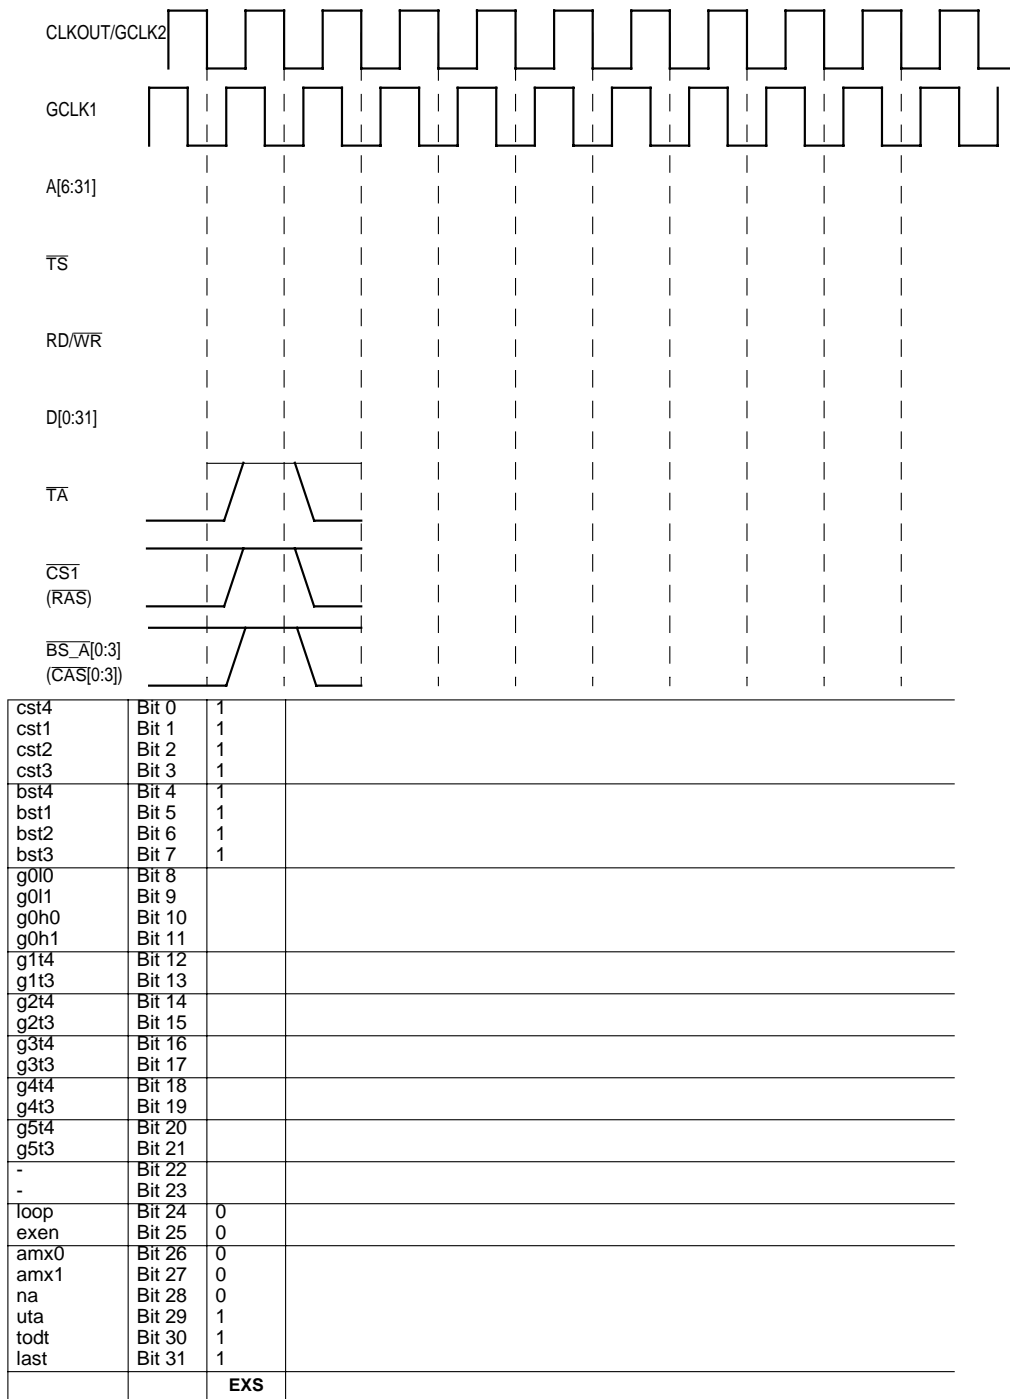 CLKOUT/GCLK2
GCLK1
A[6:31]
TS
RD/WR
D[0:31]
TA
CS1
(RAS)
BS_A[0:3]
(CAS[0:3])
cst4 Bit 0 1
cst1 Bit 1 1
cst2 Bit 2 1
cst3 Bit 3 1
bst4 Bit 4 1
bst1 Bit 5 1
bst2 Bit 6 1
bst3 Bit 7 1
g0l0 Bit 8
g0l1 Bit 9
g0h0 Bit 10
g0h1 Bit 11
g1t4 Bit 12
g1t3 Bit 13
g2t4 Bit 14
g2t3 Bit 15
g3t4 Bit 16
g3t3 Bit 17
g4t4 Bit 18
g4t3 Bit 19
g5t4 Bit 20
g5t3 Bit 21
- Bit 22
- Bit 23
loop Bit 24 0
exen Bit 25 0
amx0 Bit 26 0
amx1 Bit 27 0
na Bit 28 0
uta Bit 29 1
todt Bit 30 1
last Bit 31 1
EXS